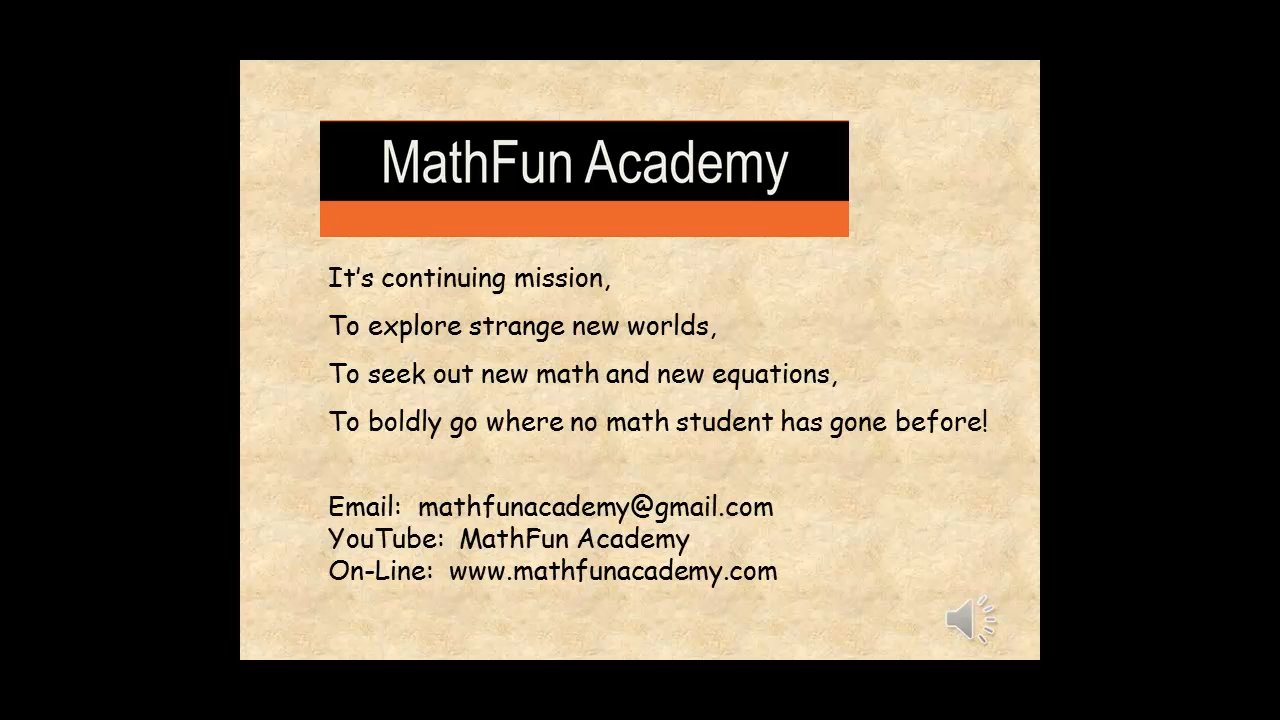 MathFun Academy
It's continuing mission,
To explore strange new worlds,
To seek out new math and new equations,
To boldly go where no math student has gone before!
Email:  mathfunacademy@gmail.com
YouTube:  MathFun Academy
On-Line:  www.mathfunacademy.com